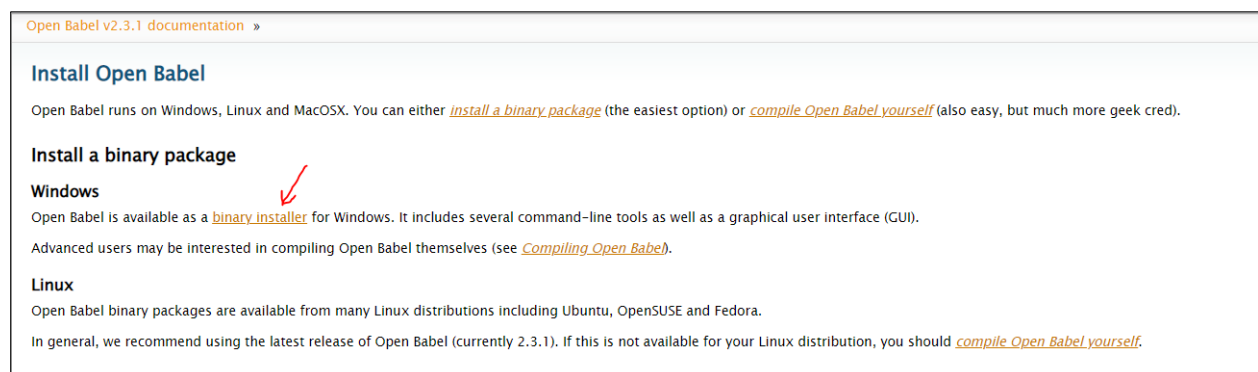 Open Babel v2.3.1 documentation »
Install Open Babel
Open Babel runs on Windows, Linux and MacOSX. You can either install a binary package (the easiest option) or compile Open Babel yourself (also easy, but much more geek cred).
Install a binary package
Windows
Open Babel is available as a binary installer for Windows. It includes several command-line tools as well as a graphical user interface (GUI).
Advanced users may be interested in compiling Open Babel themselves (see Compiling Open Babel).
Linux
Open Babel binary packages are available from many Linux distributions including Ubuntu, OpenSUSE and Fedora.
In general, we recommend using the latest release of Open Babel (currently 2.3.1). If this is not available for your Linux distribution, you should compile Open Babel yourself.